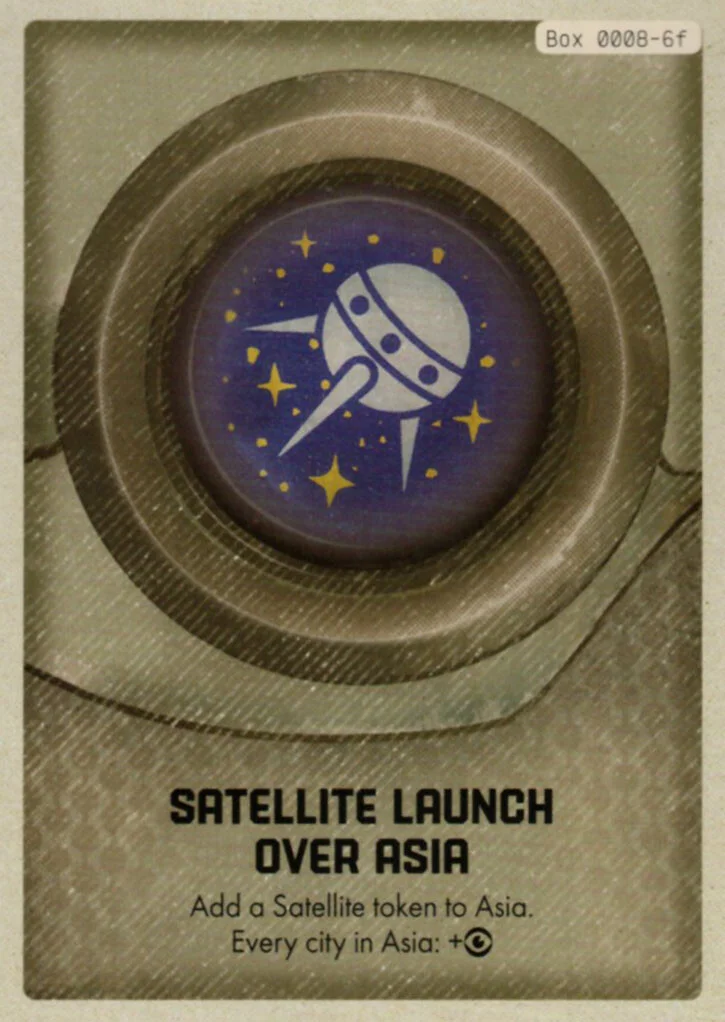 Box 0008-6f
SATELLITE LAUNCH
OVER ASIA
Add a Satellite token to Asia.
Every city in Asia: +